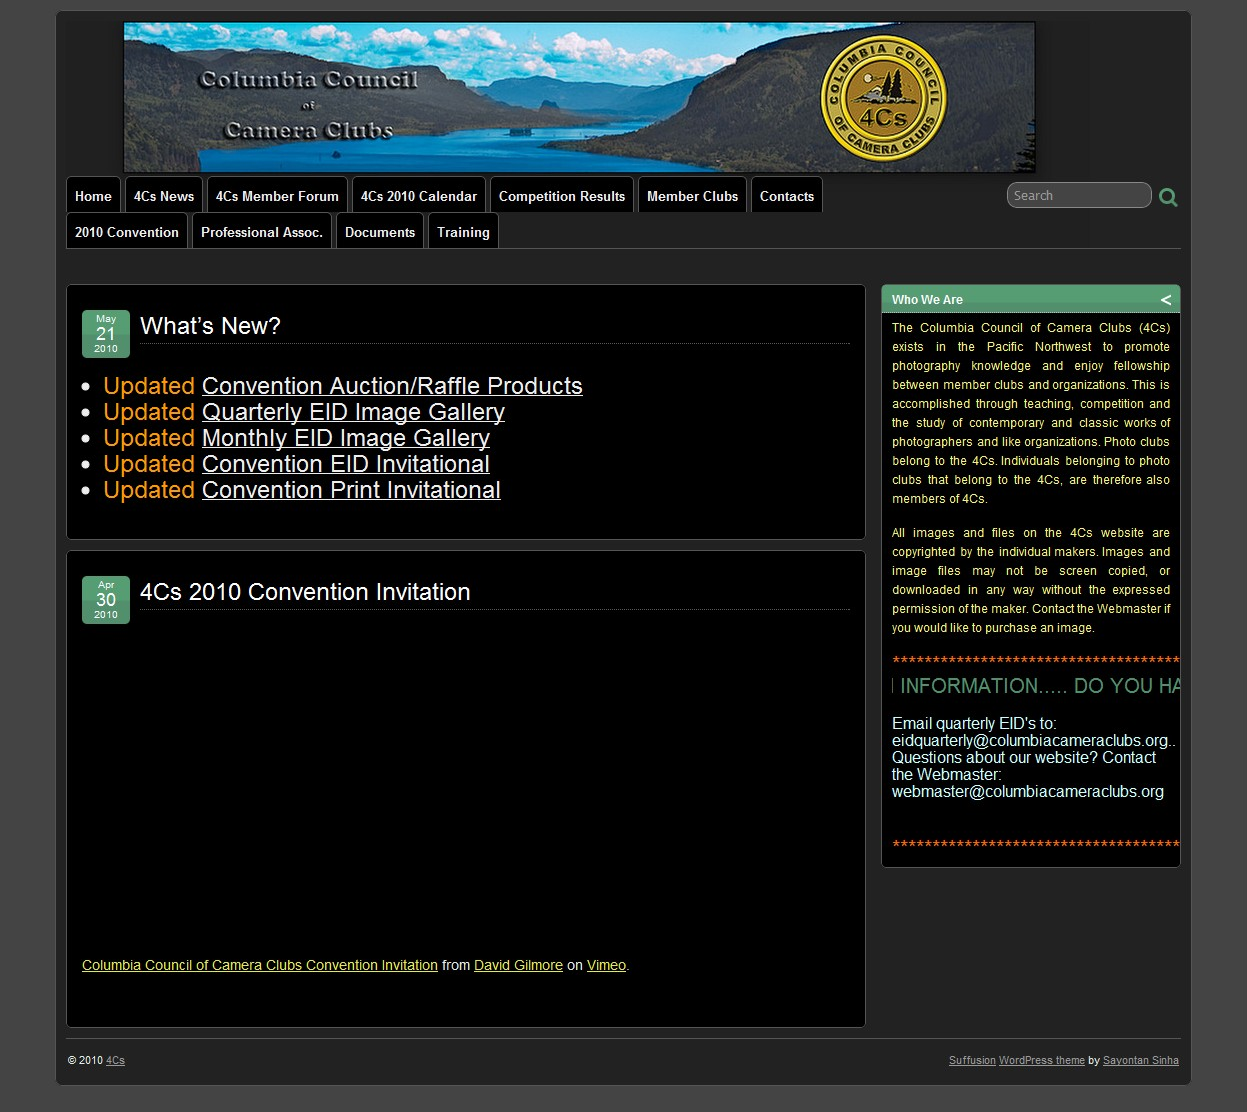 Columbia Council
of
Camera Clubs
COLUMBIA COUNCIL
OF CAMERA CLUBS
4Cs
Home
4Cs News
4Cs Member Forum
4Cs 2010 Calendar
Competition Results
Member Clubs
Contacts
Search
2010 Convention
Professional Assoc.
Documents
Training
May
21
2010
What’s New?
Updated Convention Auction/Raffle Products
Updated Quarterly EID Image Gallery
Updated Monthly EID Image Gallery
Updated Convention EID Invitational
Updated Convention Print Invitational
Apr
30
2010
4Cs 2010 Convention Invitation
Columbia Council of Camera Clubs Convention Invitation from David Gilmore on Vimeo.
Who We Are
<
The Columbia Council of Camera Clubs (4Cs)
exists in the Pacific Northwest to promote
photography knowledge and enjoy fellowship
between member clubs and organizations. This is
accomplished through teaching, competition and
the study of contemporary and classic works of
photographers and like organizations. Photo clubs
belong to the 4Cs. Individuals belonging to photo
clubs that belong to the 4Cs, are therefore also
members of 4Cs.
All images and files on the 4Cs website are
copyrighted by the individual makers. Images and
image files may not be screen copied, or
downloaded in any way without the expressed
permission of the maker. Contact the Webmaster if
you would like to purchase an image.
************************************
INFORMATION..... DO YOU HA
Email quarterly EID's to:
eidquarterly@columbiacameraclubs.org..
Questions about our website? Contact
the Webmaster:
webmaster@columbiacameraclubs.org
************************************
© 2010 4Cs
Suffusion WordPress theme by Sayontan Sinha